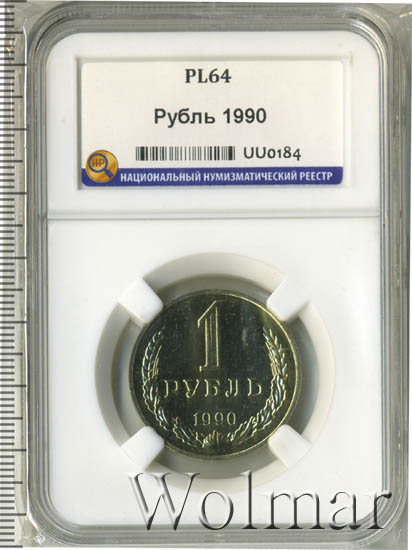 PL64
Рубль 1990
UU0184
НР
НАЦИОНАЛЬНЫЙ НУМИЗМАТИЧЕСКИЙ РЕЕСТР
1
РУБЛЬ
1990
Wolmar